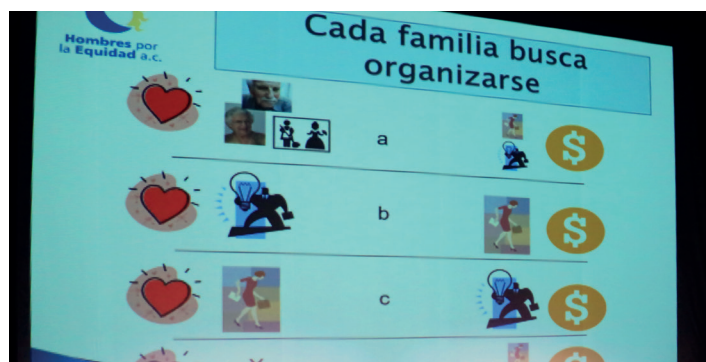 Hombres por
la Equidad a.c.
Cada familia busca
organizarse
a
$
b
$
c
$
$